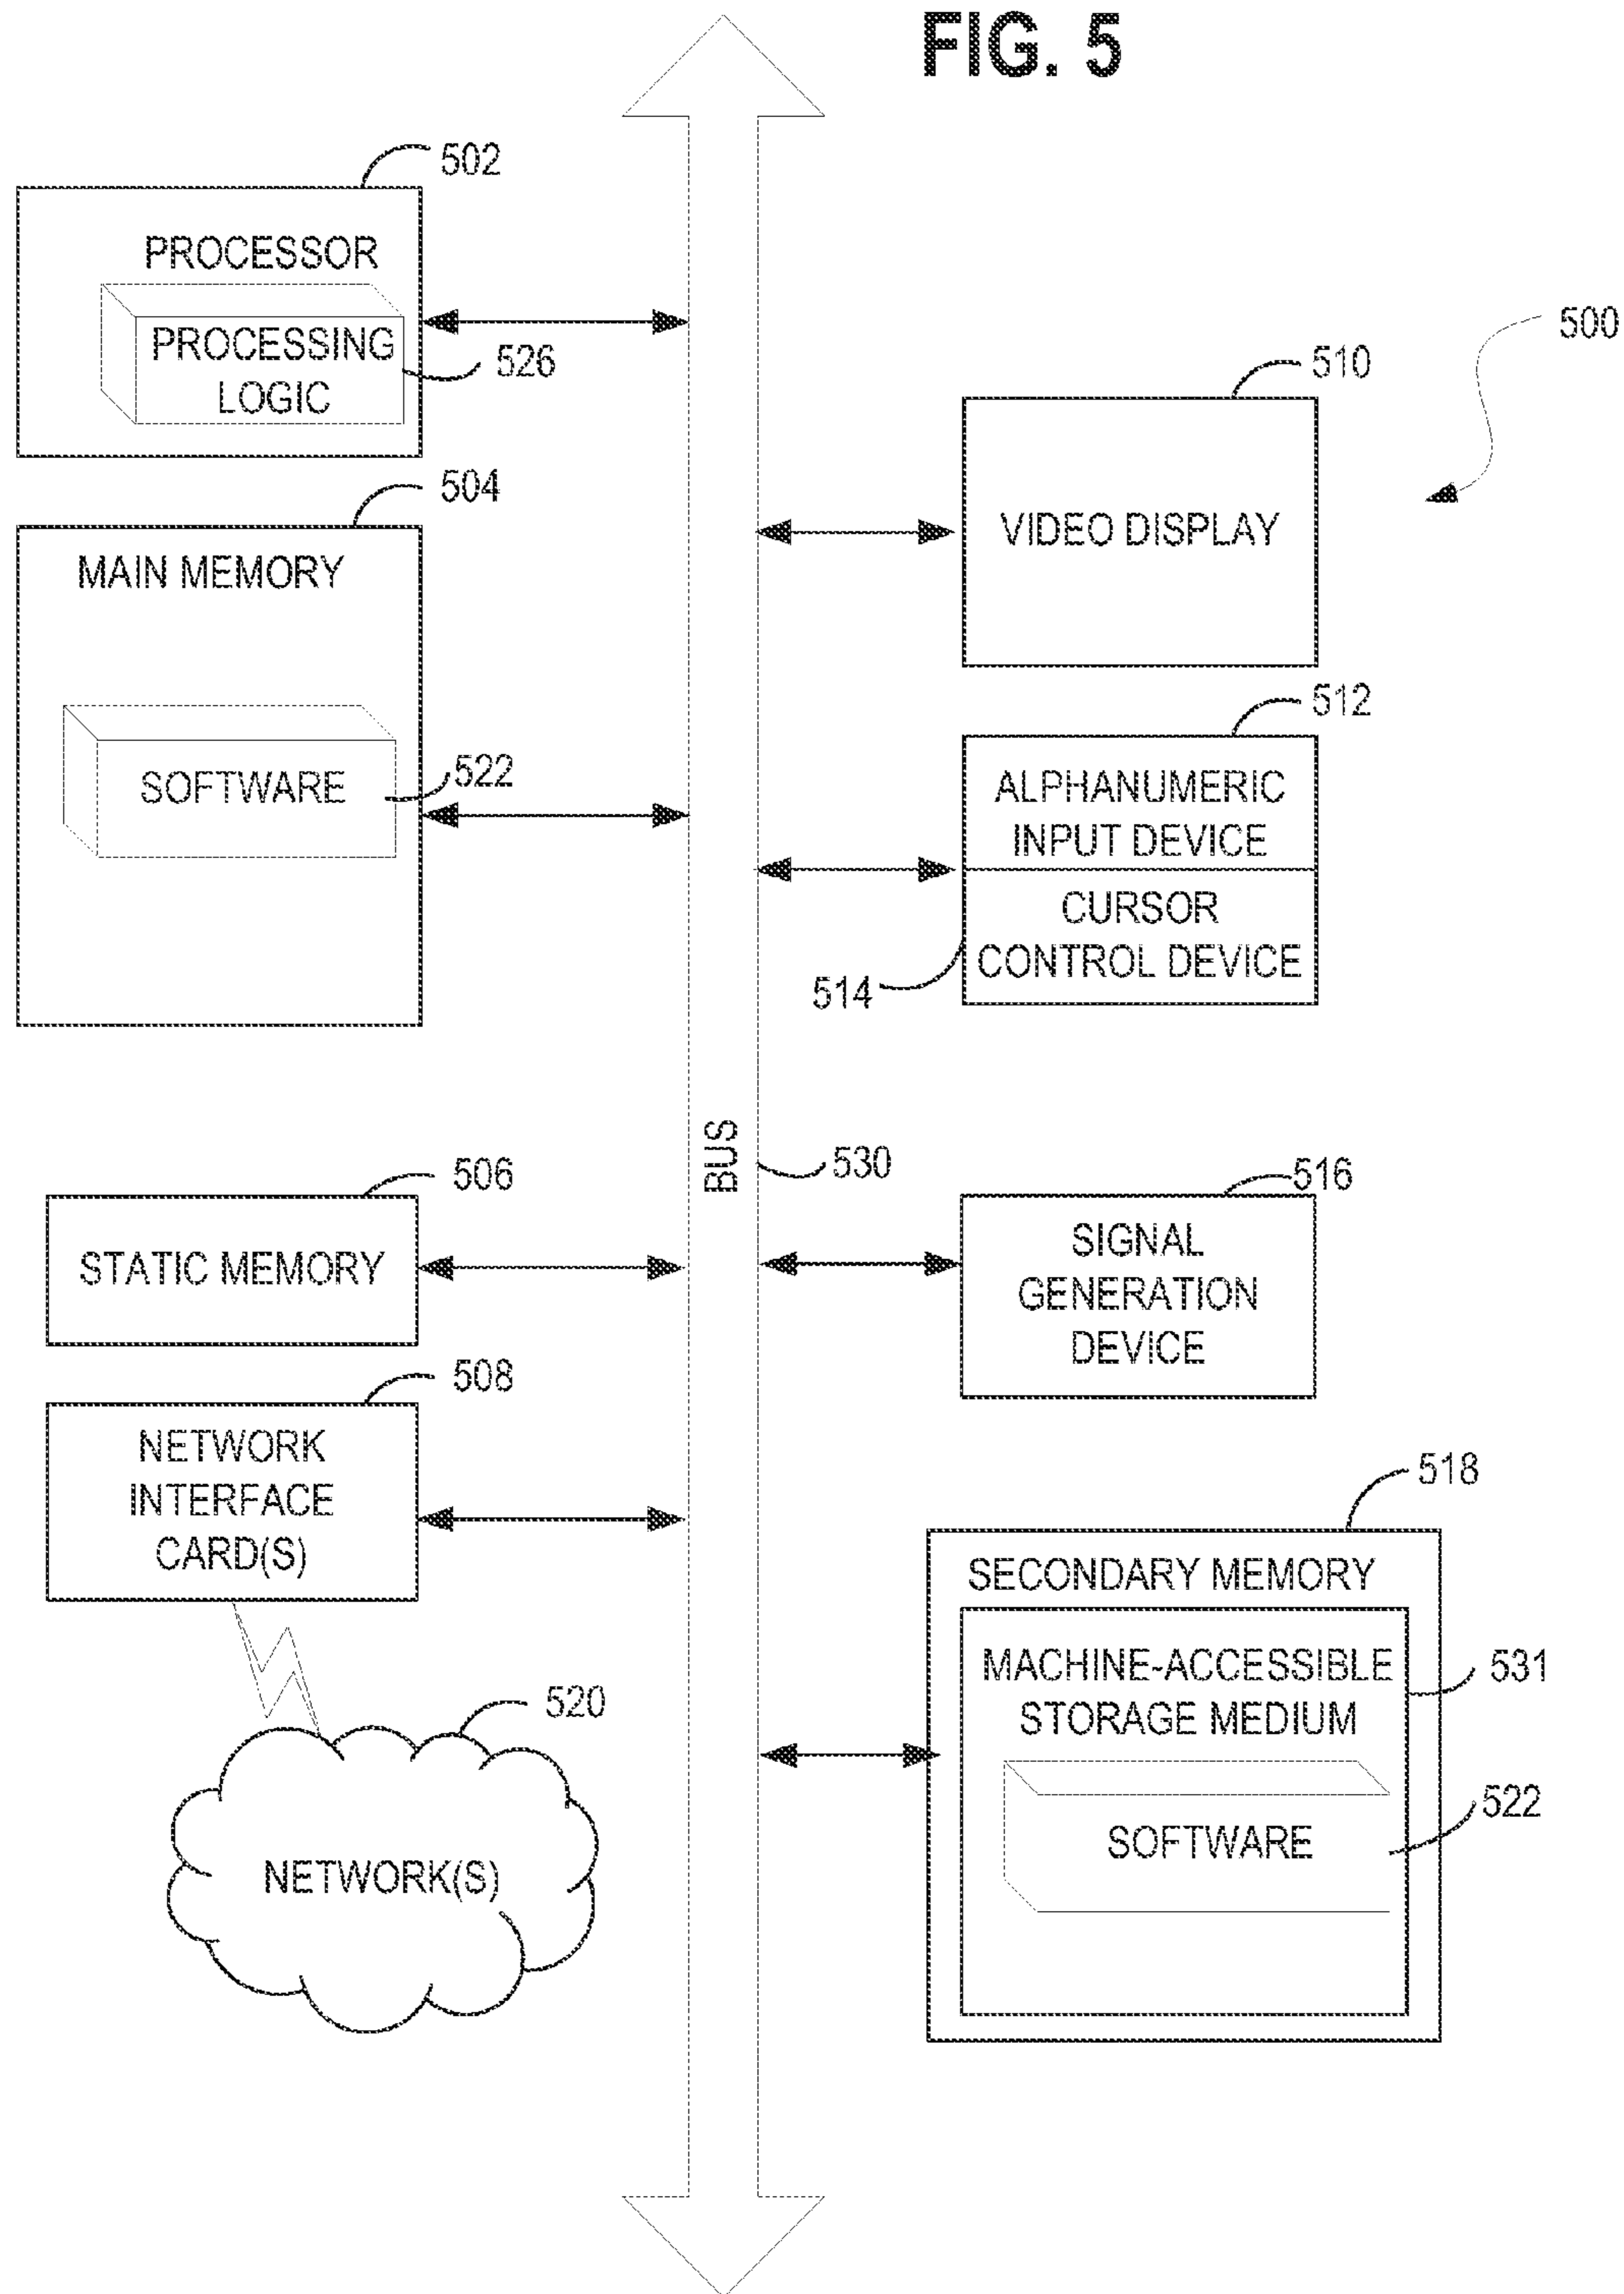 FIG. 5
502
PROCESSOR
PROCESSING
LOGIC
526
504
MAIN MEMORY
SOFTWARE
522
506
STATIC MEMORY
508
NETWORK
INTERFACE
CARD(S)
520
NETWORK(S)
BUS
530
500
510
VIDEO DISPLAY
512
ALPHANUMERIC
INPUT DEVICE
CURSOR
CONTROL DEVICE
514
516
SIGNAL
GENERATION
DEVICE
518
SECONDARY MEMORY
MACHINE-ACCESSIBLE
STORAGE MEDIUM
531
SOFTWARE
522